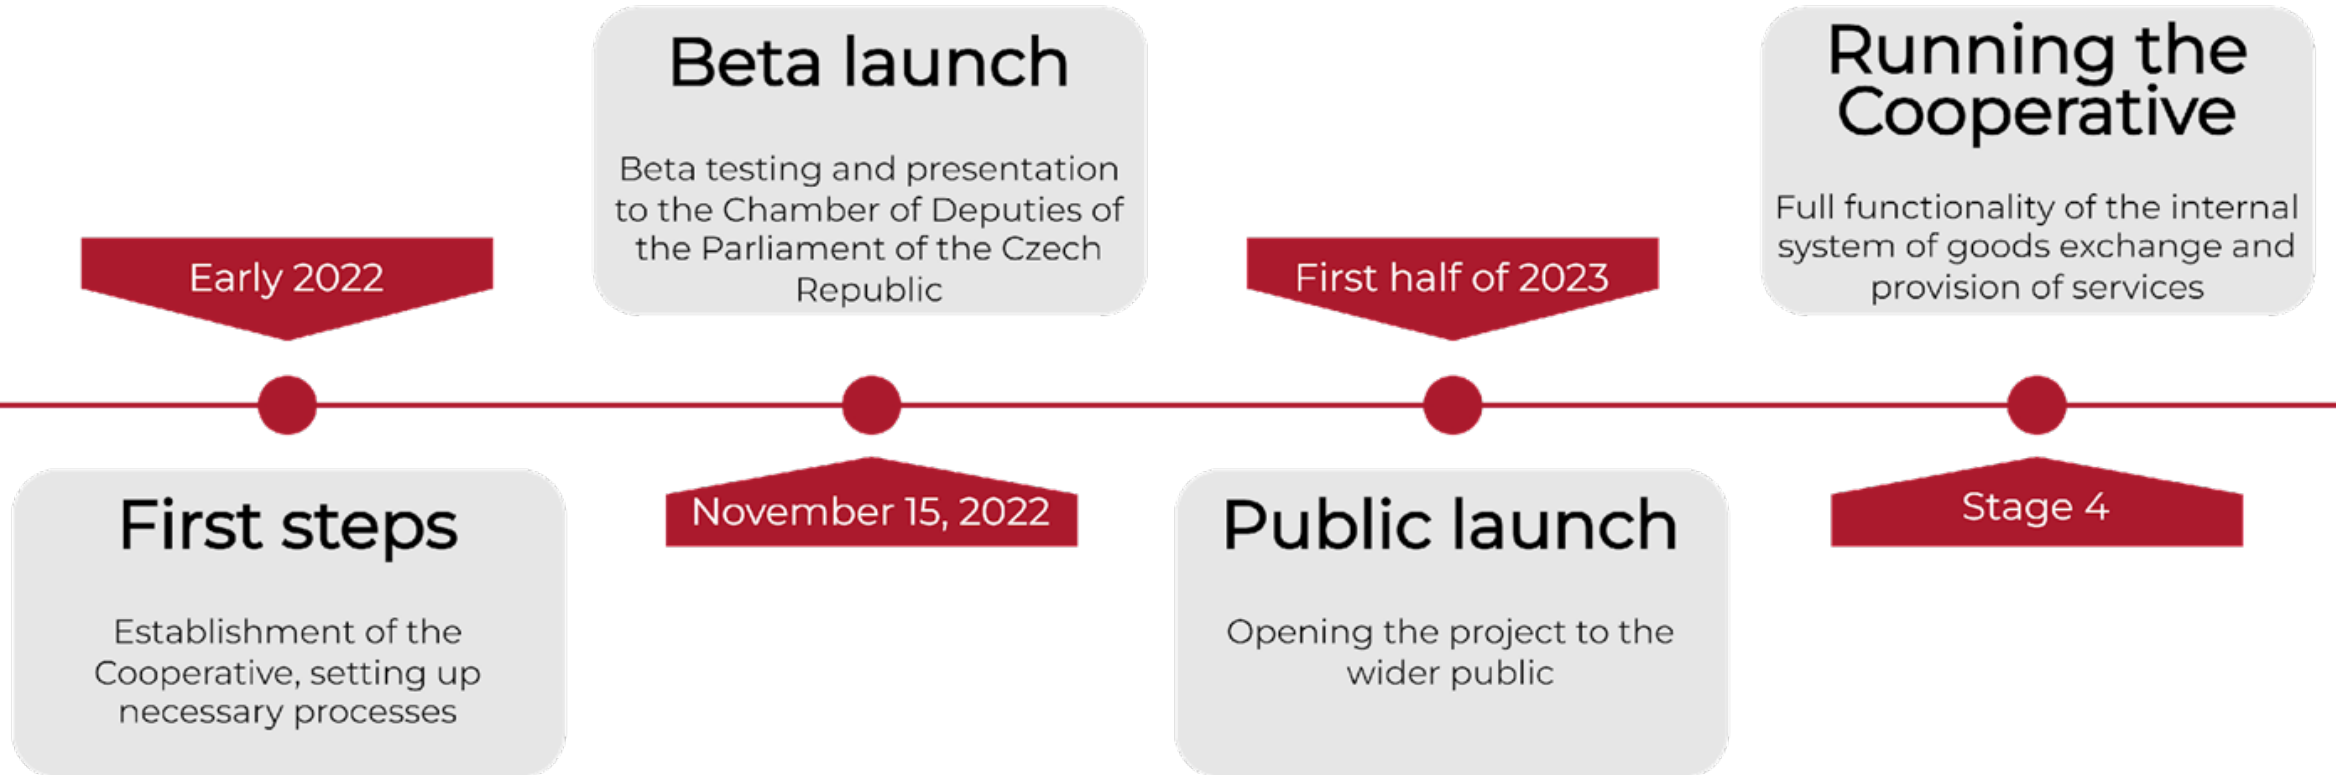 Early 2022
First steps
Establishment of the
Cooperative, setting up
necessary processes
Beta launch
Beta testing and presentation
to the Chamber of Deputies of
the Parliament of the Czech
Republic
November 15, 2022
First half of 2023
Public launch
Opening the project to the
wider public
Running the
Cooperative
Full functionality of the internal
system of goods exchange and
provision of services
Stage 4